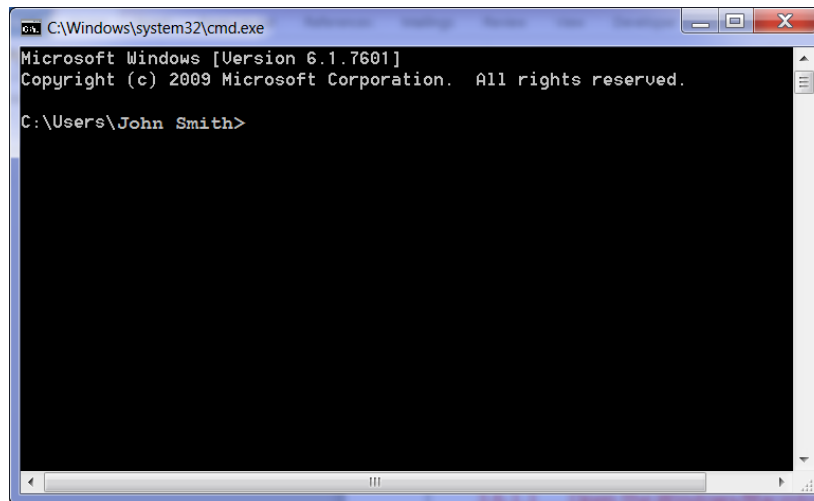 C:\Windows\system32\cmd.exe
Microsoft Windows [Version 6.1.7601]
Copyright (c) 2009 Microsoft Corporation.  All rights reserved.
C:\Users\John Smith>